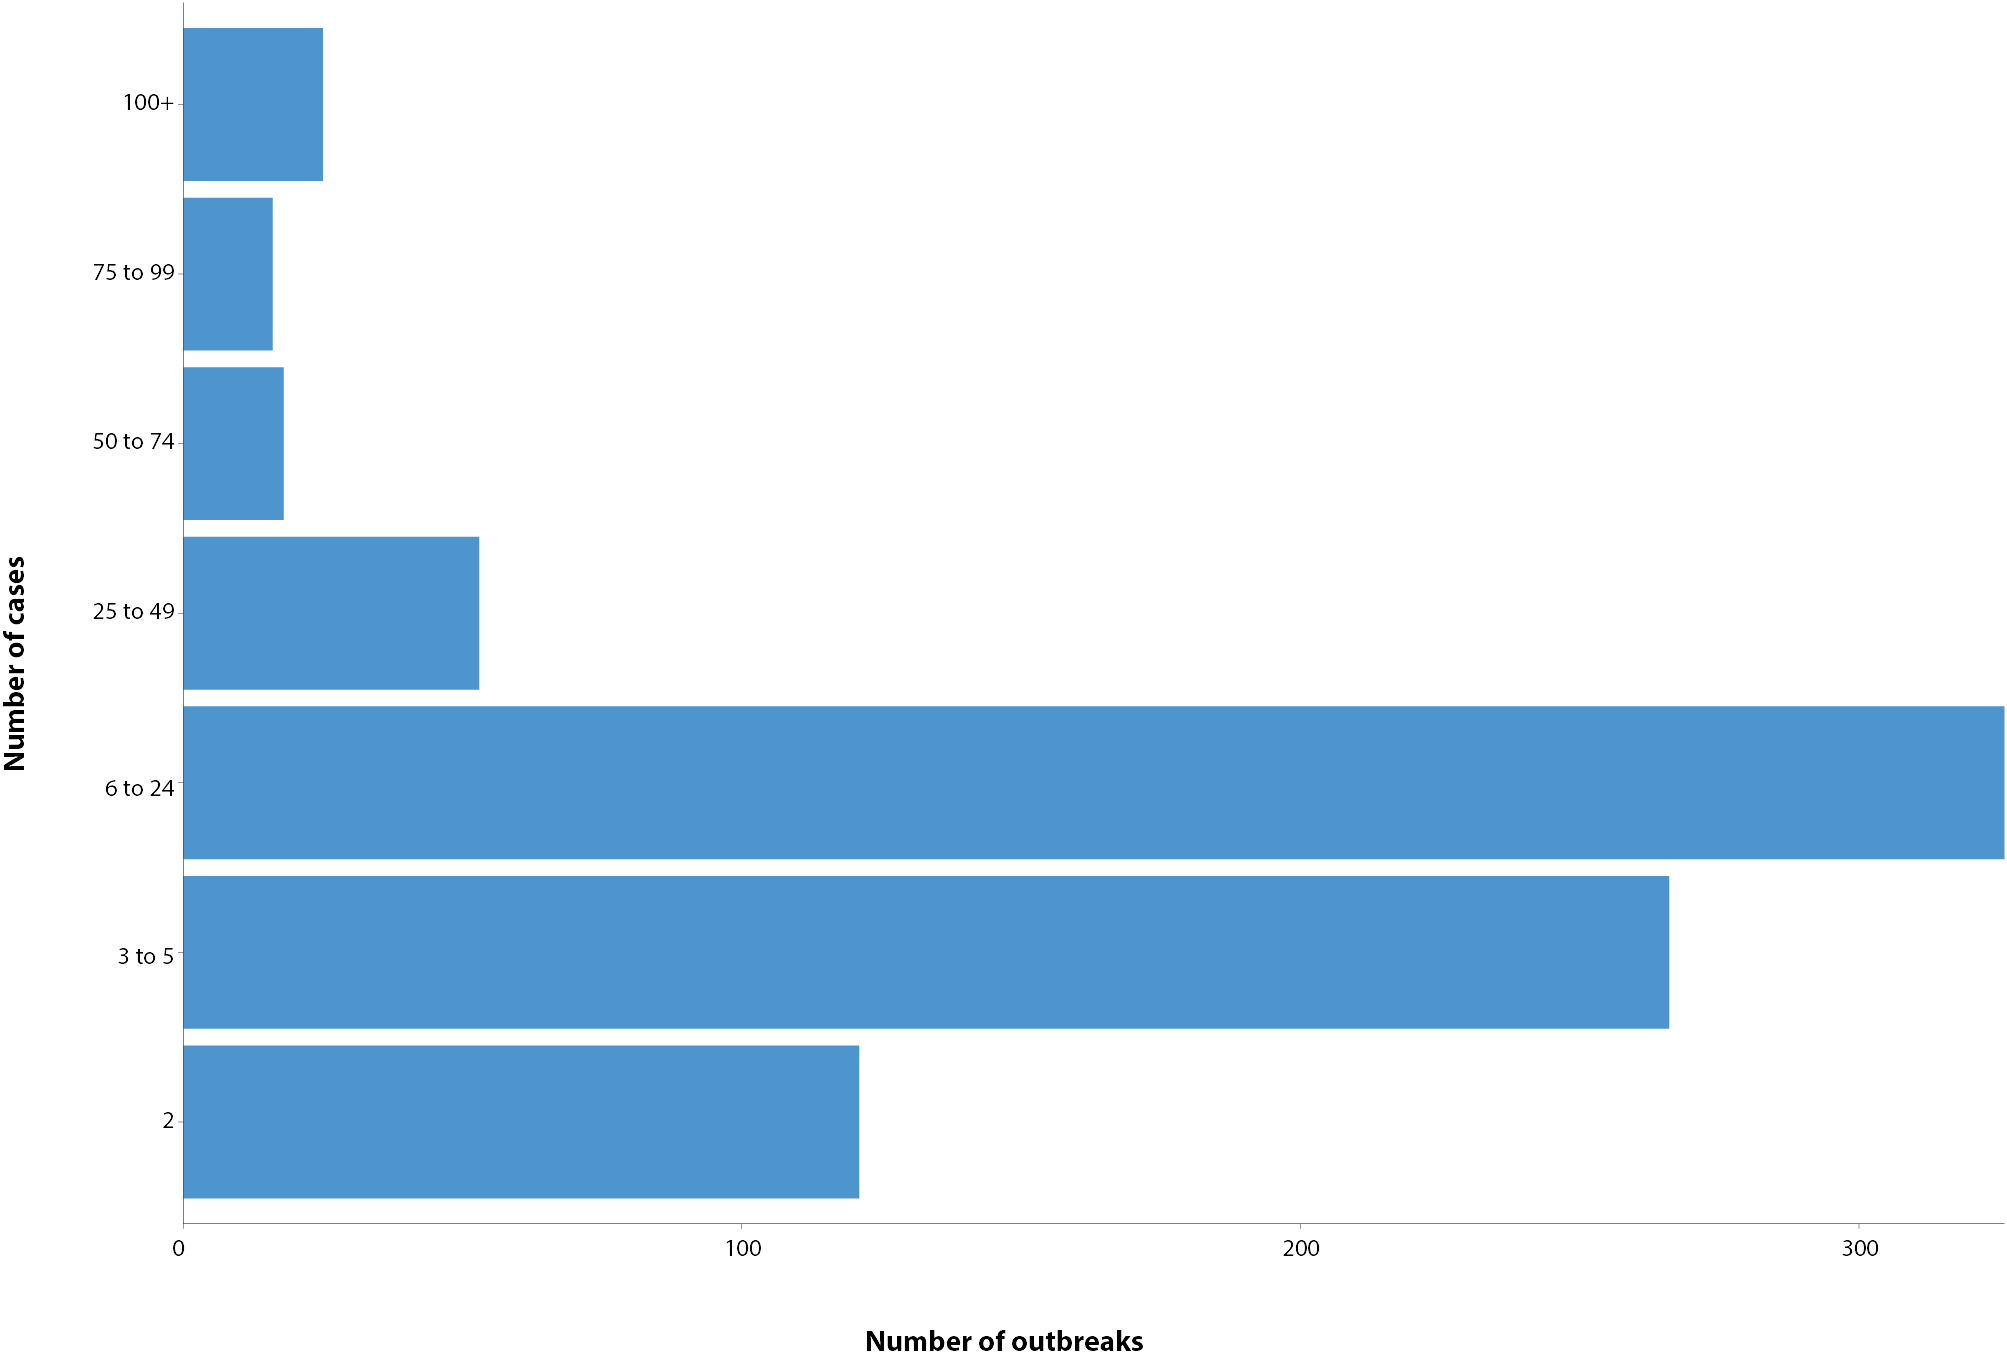 100+
75 to 99
50 to 74
25 to 49
6 to 24
3 to 5
2
Number of cases
0 100 200 300
Number of outbreaks